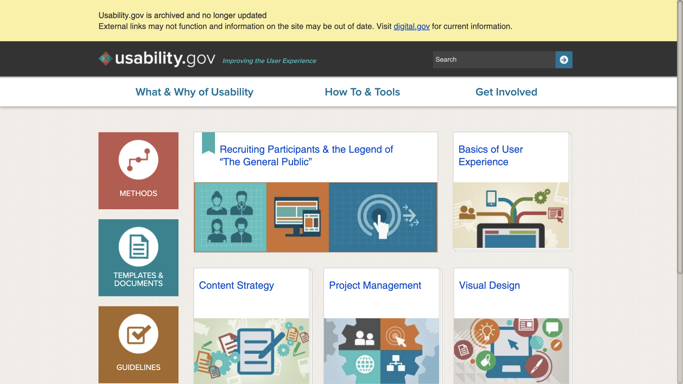 Usability.gov is archived and no longer updated
External links may not function and information on the site may be out of date. Visit digital.gov for current information.
usability.gov Improving the User Experience
Search
What & Why of Usability
How To & Tools
Get Involved
METHODS
Recruiting Participants & the Legend of
“The General Public”
Basics of User
Experience
TEMPLATES &
DOCUMENTS
Content Strategy
Project Management
Visual Design
GUIDELINES